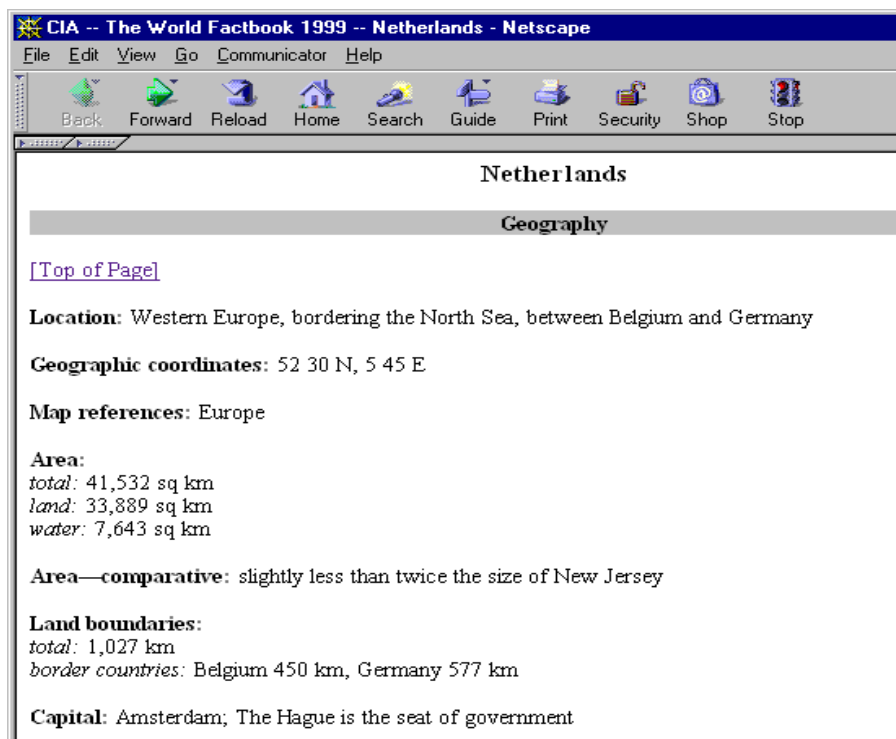 CIA -- The World Factbook 1999 -- Netherlands - Netscape
File Edit View Go Communicator Help
Back Forward Reload Home Search Guide Print Security Shop Stop
Netherlands
Geography
[Top of Page]
Location: Western Europe, bordering the North Sea, between Belgium and Germany
Geographic coordinates: 52 30 N, 5 45 E
Map references: Europe
Area:
total: 41,532 sq km
land: 33,889 sq km
water: 7,643 sq km
Area—comparative: slightly less than twice the size of New Jersey
Land boundaries:
total: 1,027 km
border countries: Belgium 450 km, Germany 577 km
Capital: Amsterdam; The Hague is the seat of government